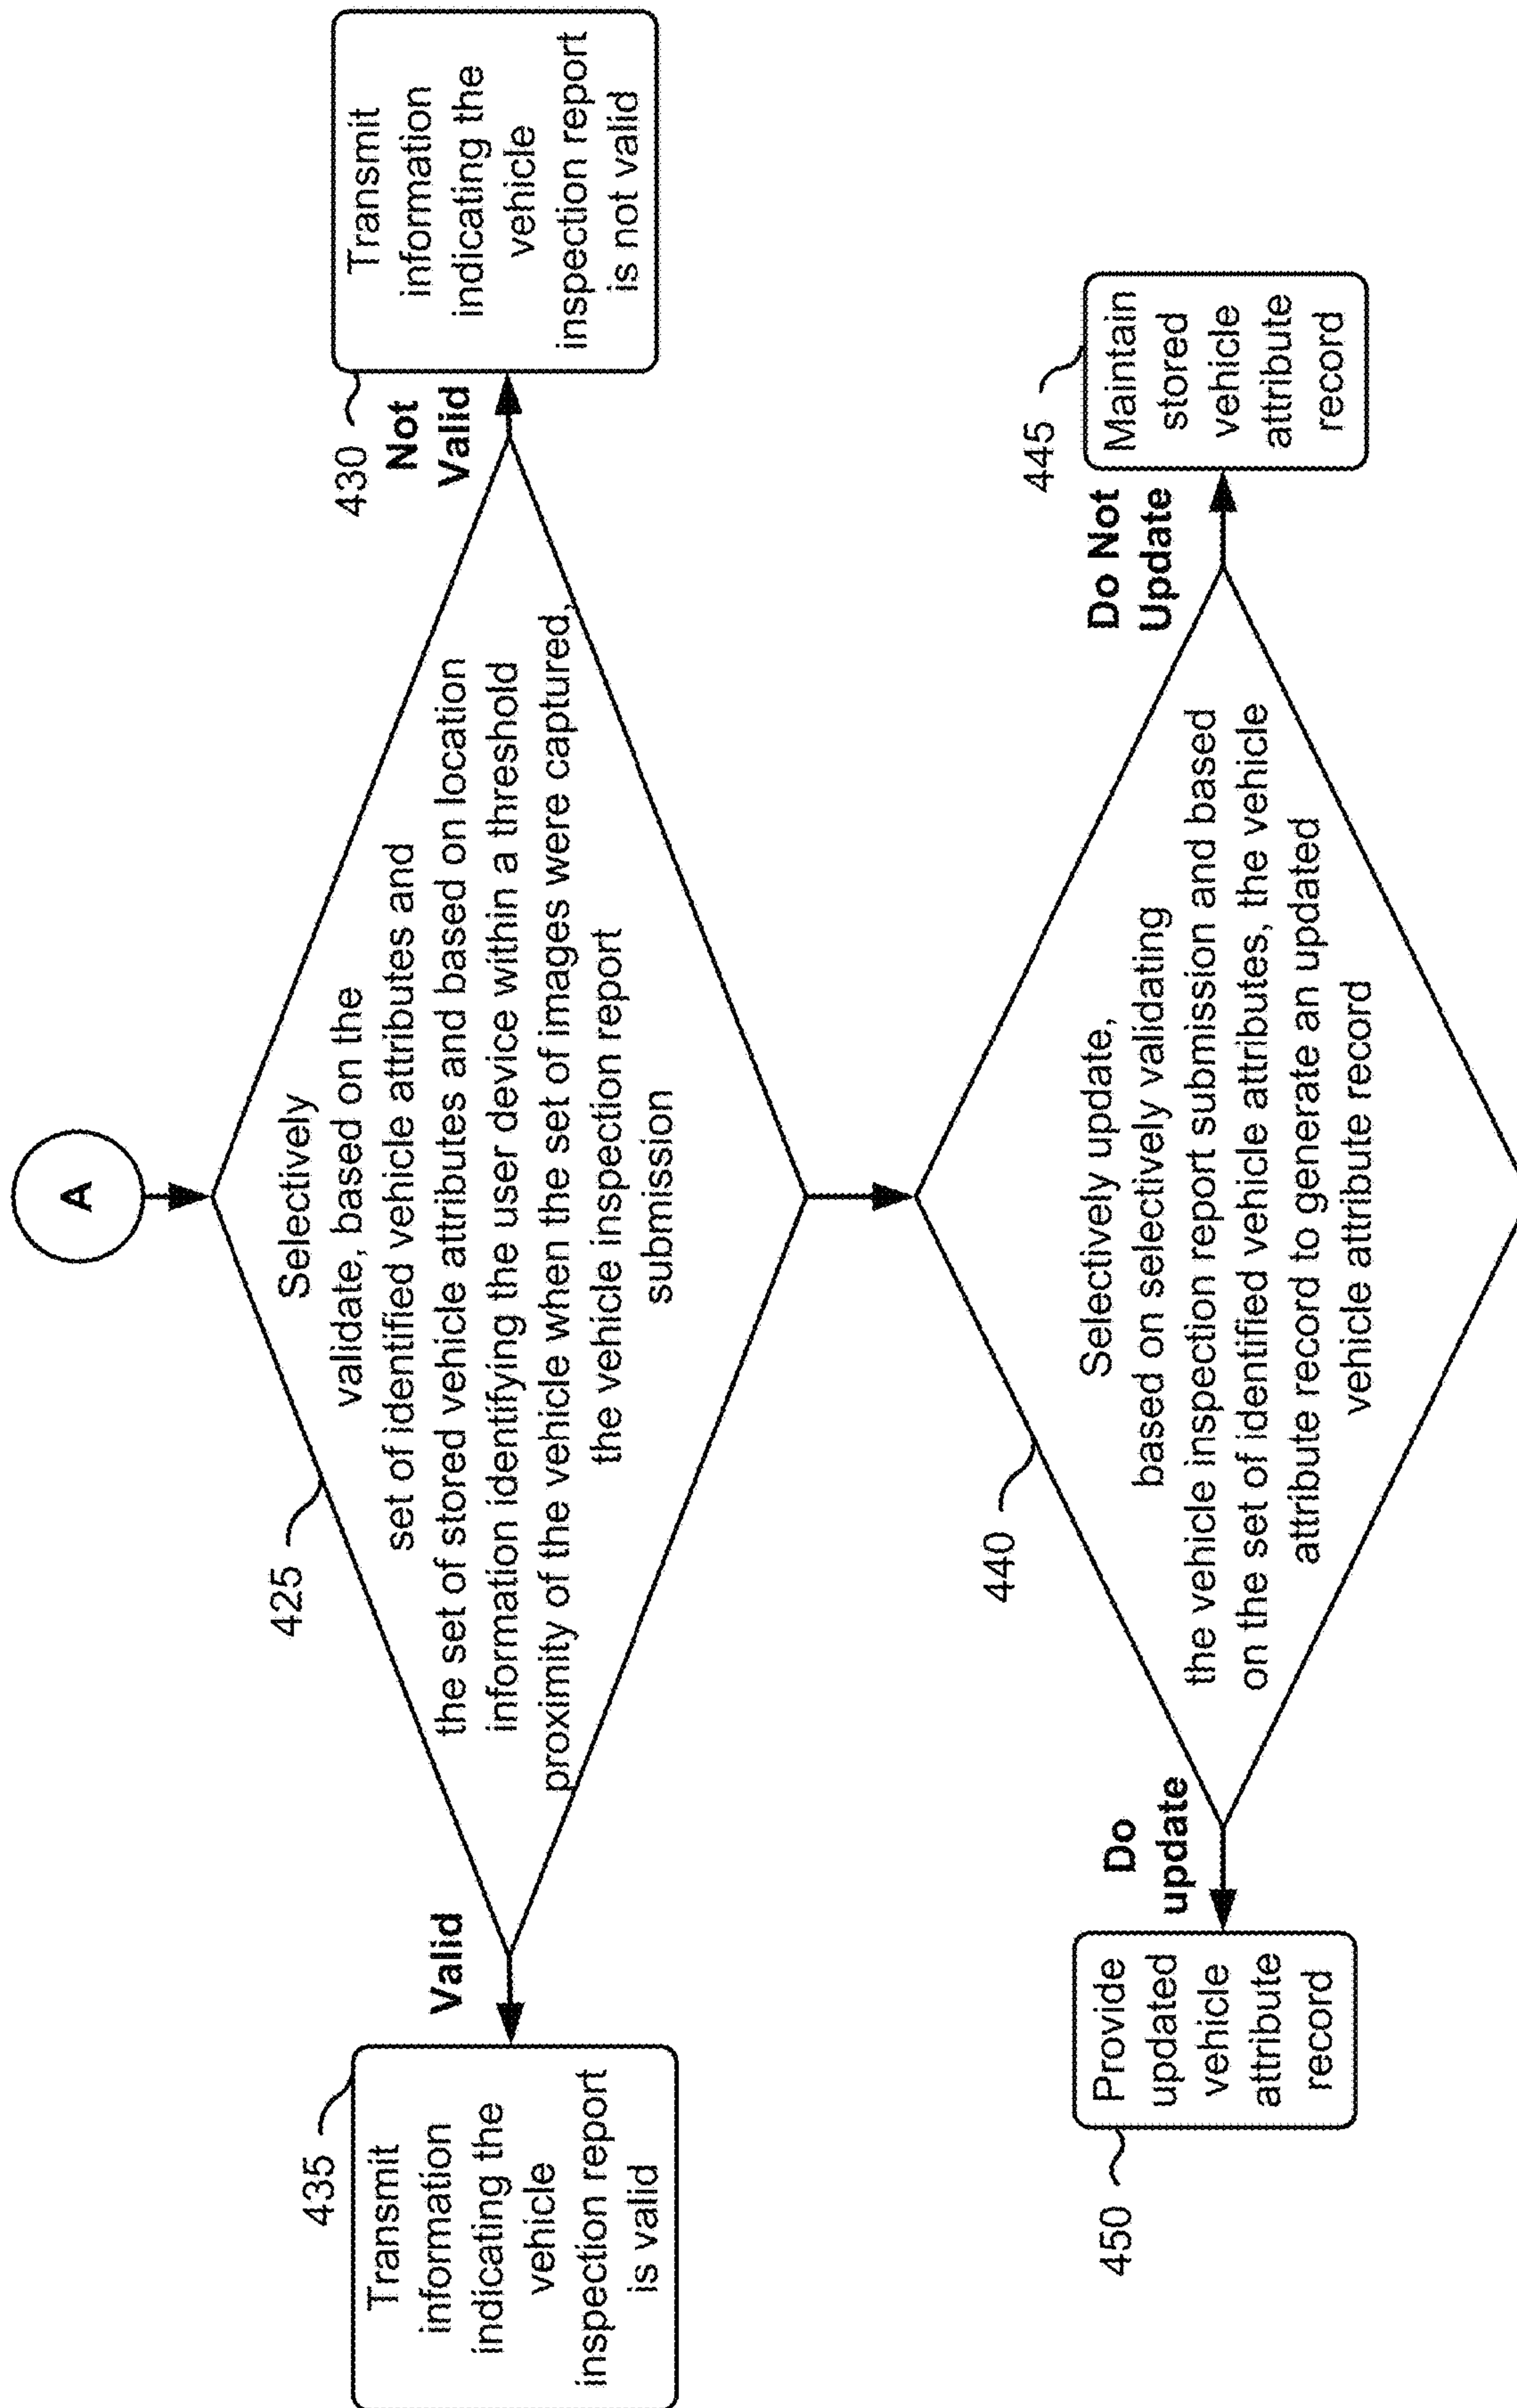 A
425
Selectively
validate, based on the
set of identified vehicle attributes and
the set of stored vehicle attributes and based on location
information identifying the user device within a threshold
proximity of the vehicle when the set of images were captured,
the vehicle inspection report
submission
Valid
435
Transmit
information
indicating the
vehicle
inspection report
is valid
430
Not
Valid
Transmit
information
indicating the
vehicle
inspection report
is not valid
440
Selectively update,
based on selectively validating
the vehicle inspection report submission and based
on the set of identified vehicle attributes, the vehicle
attribute record to generate an updated
vehicle attribute record
Do
update
450
Provide
updated
vehicle
attribute
record
Do Not
Update
445
Maintain
stored
vehicle
attribute
record